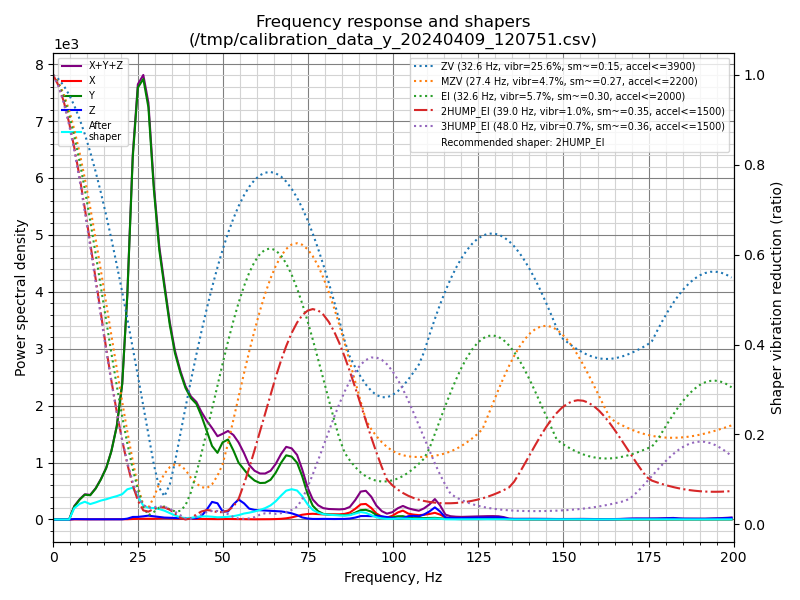 Frequency response and shapers
(/tmp/calibration_data_y_20240409_120751.csv)
1e3
X+Y+Z
X
Y
Z
After
shaper
ZV (32.6 Hz, vibr=25.6%, sm~=0.15, accel<=3900)
MZV (27.4 Hz, vibr=4.7%, sm~=0.27, accel<=2200)
EI (32.6 Hz, vibr=5.7%, sm~=0.30, accel<=2000)
2HUMP_EI (39.0 Hz, vibr=1.0%, sm~=0.35, accel<=1500)
3HUMP_EI (48.0 Hz, vibr=0.7%, sm~=0.36, accel<=1500)
Recommended shaper: 2HUMP_EI
8
7
6
5
4
3
2
1
0
Power spectral density
1.0
0.8
0.6
0.4
0.2
0.0
Shaper vibration reduction (ratio)
0 25 50 75 100 125 150 175 200
Frequency, Hz